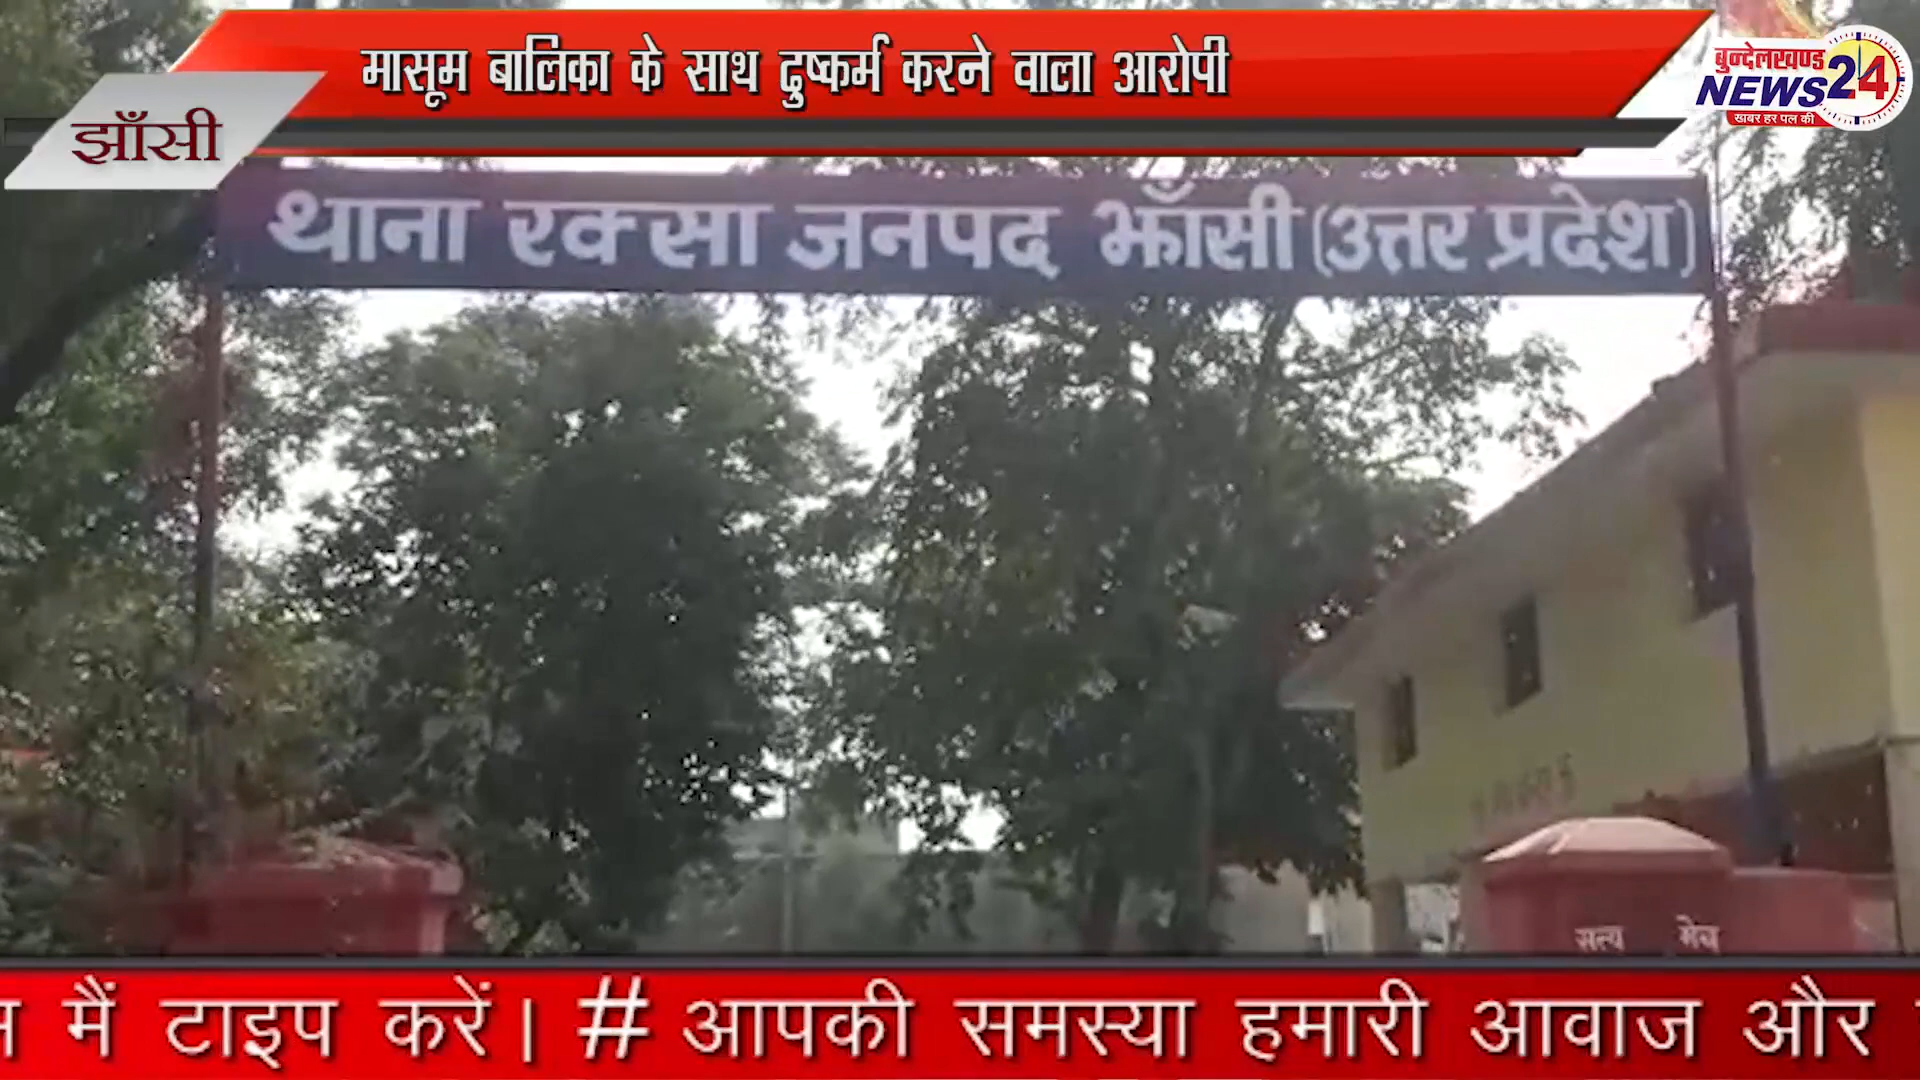 मासूम बालिका के साथ दुष्कर्म करने वाला आरोपी
बुन्देलखण्ड
NEWS24
खबर हर पल की
झाँसी
थाना रक्सा जनपद झाँसी (उत्तर प्रदेश)
सत्य मेव
में टाइप करें। # आपकी समस्या हमारी आवाज और